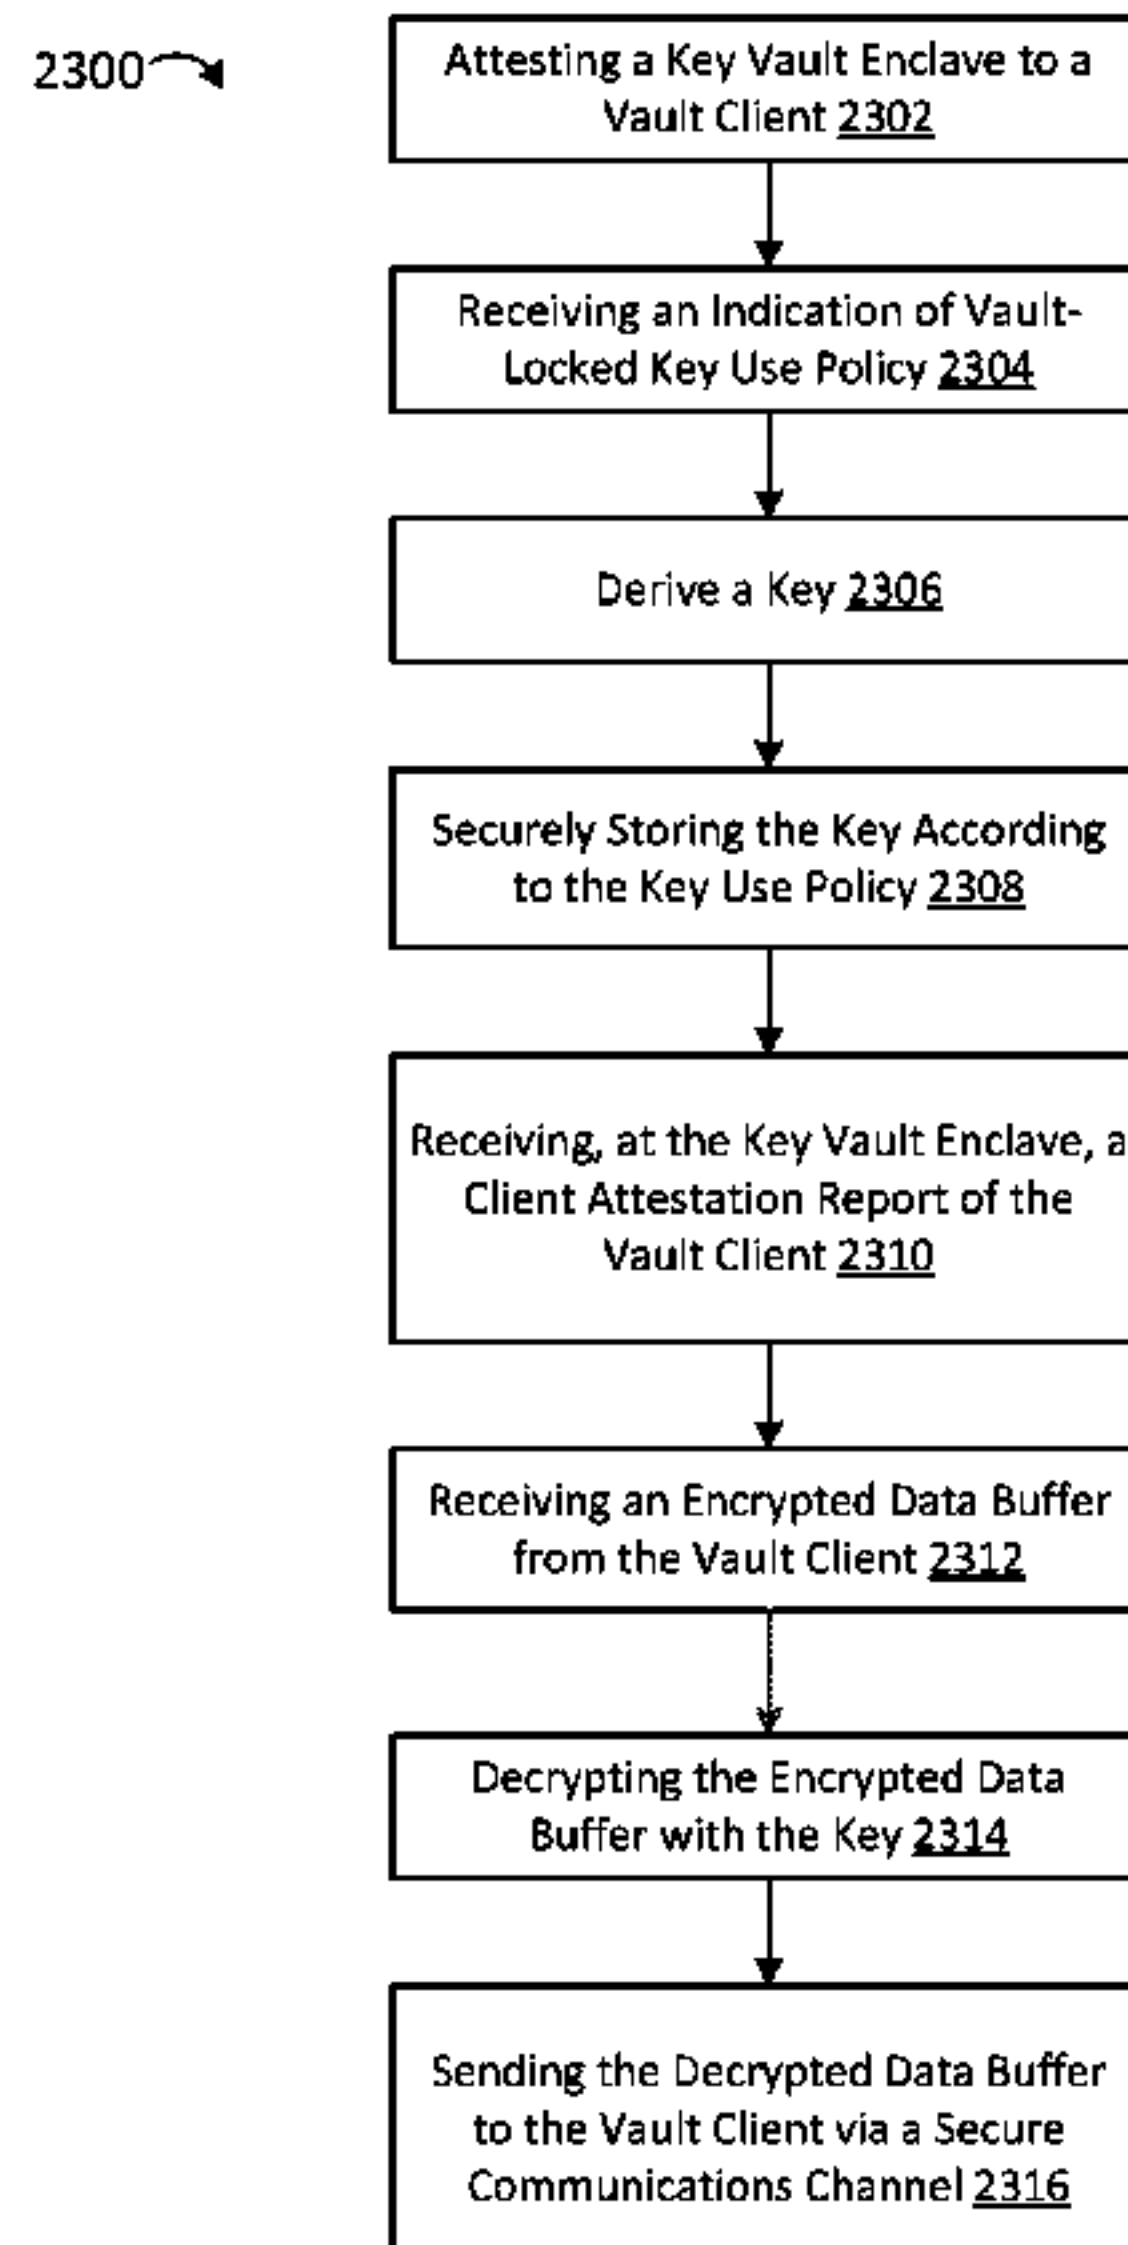 2300
Attesting a Key Vault Enclave to a
Vault Client 2302
Receiving an Indication of Vault-
Locked Key Use Policy 2304
Derive a Key 2306
Securely Storing the Key According
to the Key Use Policy 2308
Receiving, at the Key Vault Enclave, a
Client Attestation Report of the
Vault Client 2310
Receiving an Encrypted Data Buffer
from the Vault Client 2312
Decrypting the Encrypted Data
Buffer with the Key 2314
Sending the Decrypted Data Buffer
to the Vault Client via a Secure
Communications Channel 2316